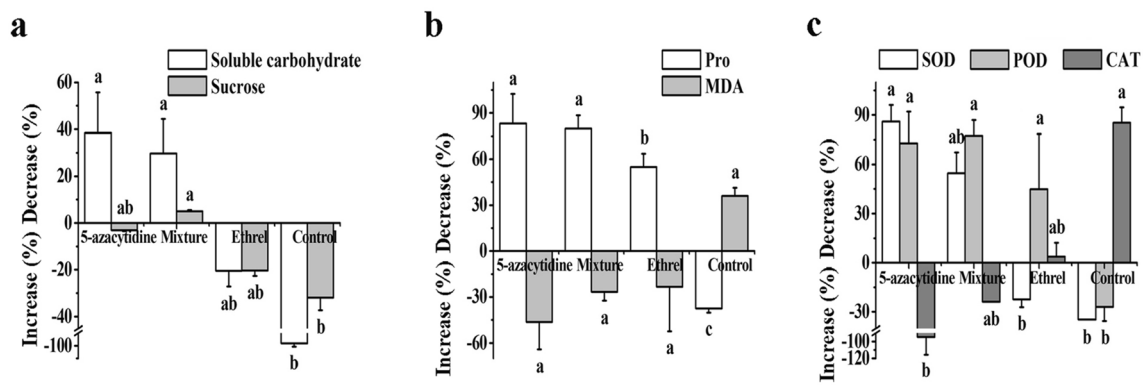 a
Soluble carbohydrate
Sucrose
Increase (%) Decrease (%)
60
40
20
0
-20
-40
-100
a
ab
a
a
ab
ab
b
b
5-azacytidine Mixture Ethrel Control
b
Pro
MDA
Increase (%) Decrease (%)
90
60
30
0
-30
-60
a
a
a
a
b
a
c
a
5-azacytidine Mixture Ethrel Control
c
SOD POD CAT
Increase (%) Decrease (%)
90
60
30
0
-30
-100
-120
a
a
b
ab
a
ab
b
a
ab
b
b
a
5-azacytidine Mixture Ethrel Control